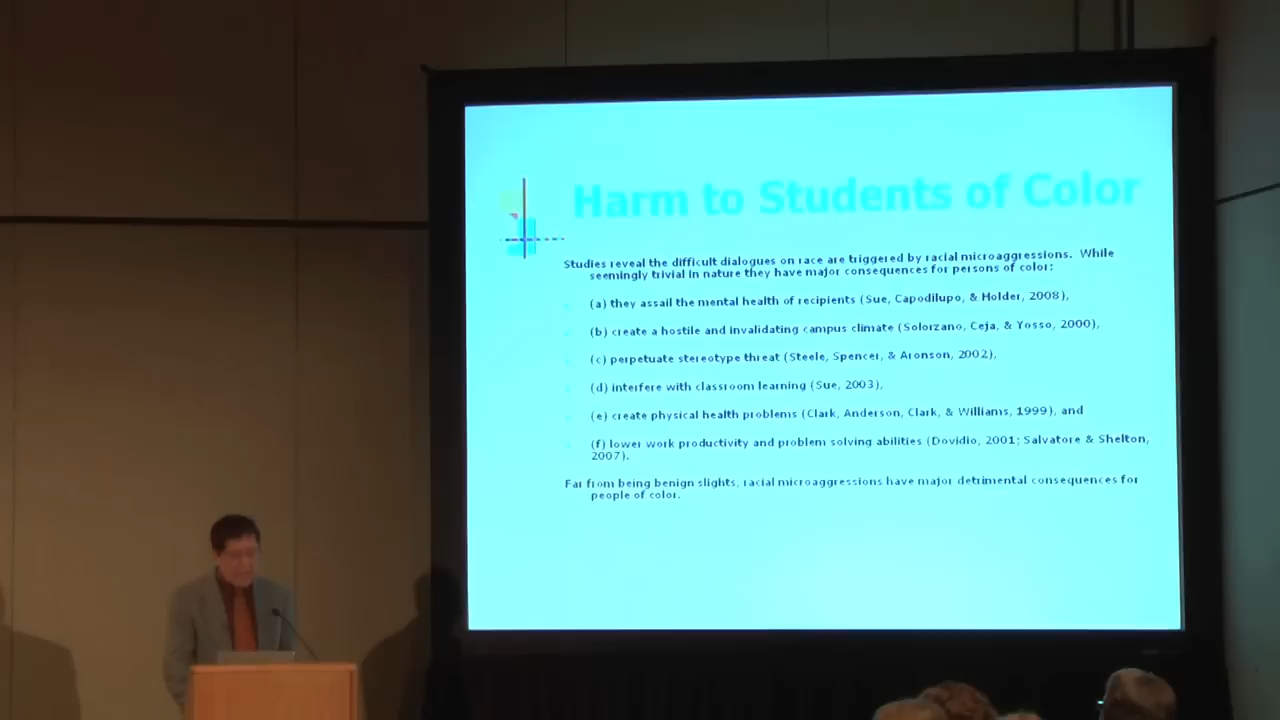 Harm to Students of Color
Studies reveal the difficult dialogues on race are triggered by racial microaggressions. While
seemingly trivial in nature they have major consequences for persons of color:
(a) they assail the mental health of recipients (Sue, Capodilupo, & Holder, 2008),
(b) create a hostile and invalidating campus climate (Solorzano, Ceja, & Yosso, 2000),
(c) perpetuate stereotype threat (Steele, Spencer, & Aronson, 2002),
(d) interfere with classroom learning (Sue, 2003),
(e) create physical health problems (Clark, Anderson, Clark, & Williams, 1999), and
(f) lower work productivity and problem solving abilities (Dovidio, 2001; Salvatore & Shelton,
2007).
Far from being benign slights, racial microaggressions have major detrimental consequences for
people of color.